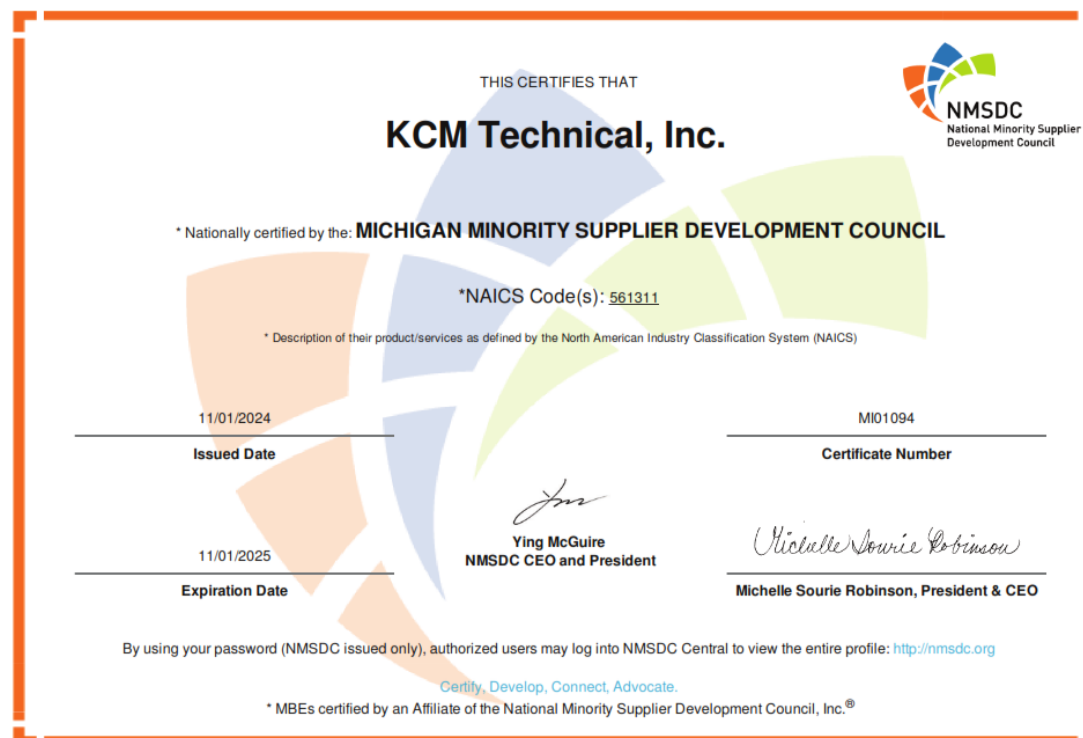 THIS CERTIFIES THAT
NMSDC
National Minority Supplier
Development Council
KCM Technical, Inc.
* Nationally certified by the: MICHIGAN MINORITY SUPPLIER DEVELOPMENT COUNCIL
*NAICS Code(s): 561311
* Description of their product/services as defined by the North American Industry Classification System (NAICS)
11/01/2024
Issued Date
MI01094
Certificate Number
Ying McGuire
NMSDC CEO and President
11/01/2025
Expiration Date
Michelle Sourie Robinson
Michelle Sourie Robinson, President & CEO
By using your password (NMSDC issued only), authorized users may log into NMSDC Central to view the entire profile: http://nmsdc.org
Certify, Develop, Connect, Advocate.
* MBEs certified by an Affiliate of the National Minority Supplier Development Council, Inc.®